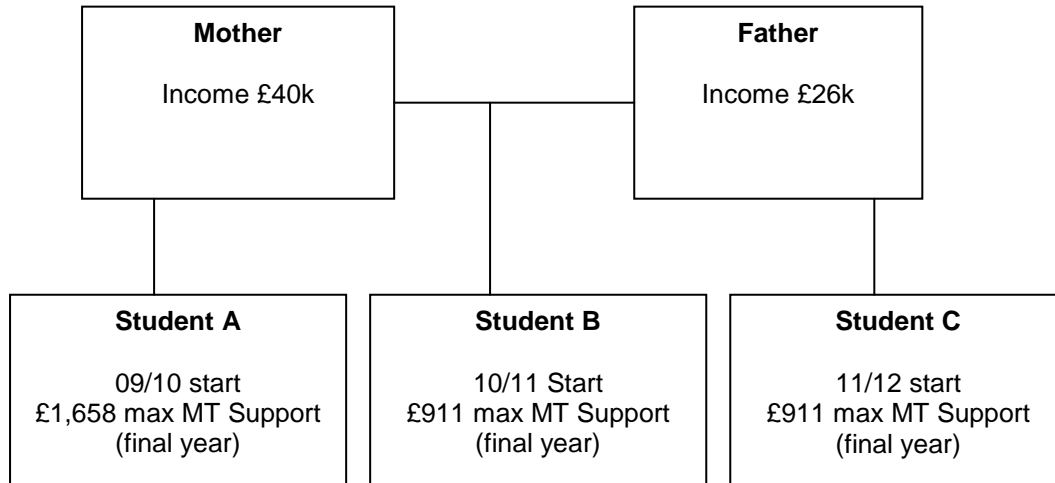 Mother
Income £40k
Father
Income £26k
Student A
09/10 start
£1,658 max MT Support
(final year)
Student B
10/11 Start
£911 max MT Support
(final year)
Student C
11/12 start
£911 max MT Support
(final year)